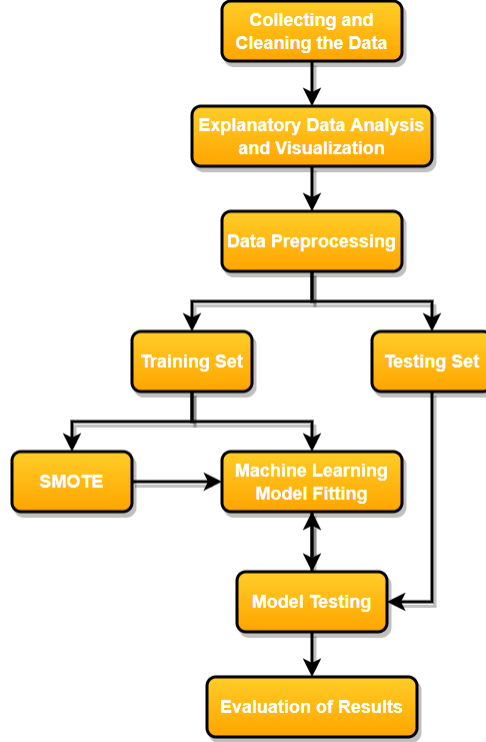 Collecting and
Cleaning the Data
Explanatory Data Analysis
and Visualization
Data Preprocessing
Training Set
Testing Set
SMOTE
Machine Learning
Model Fitting
Model Testing
Evaluation of Results